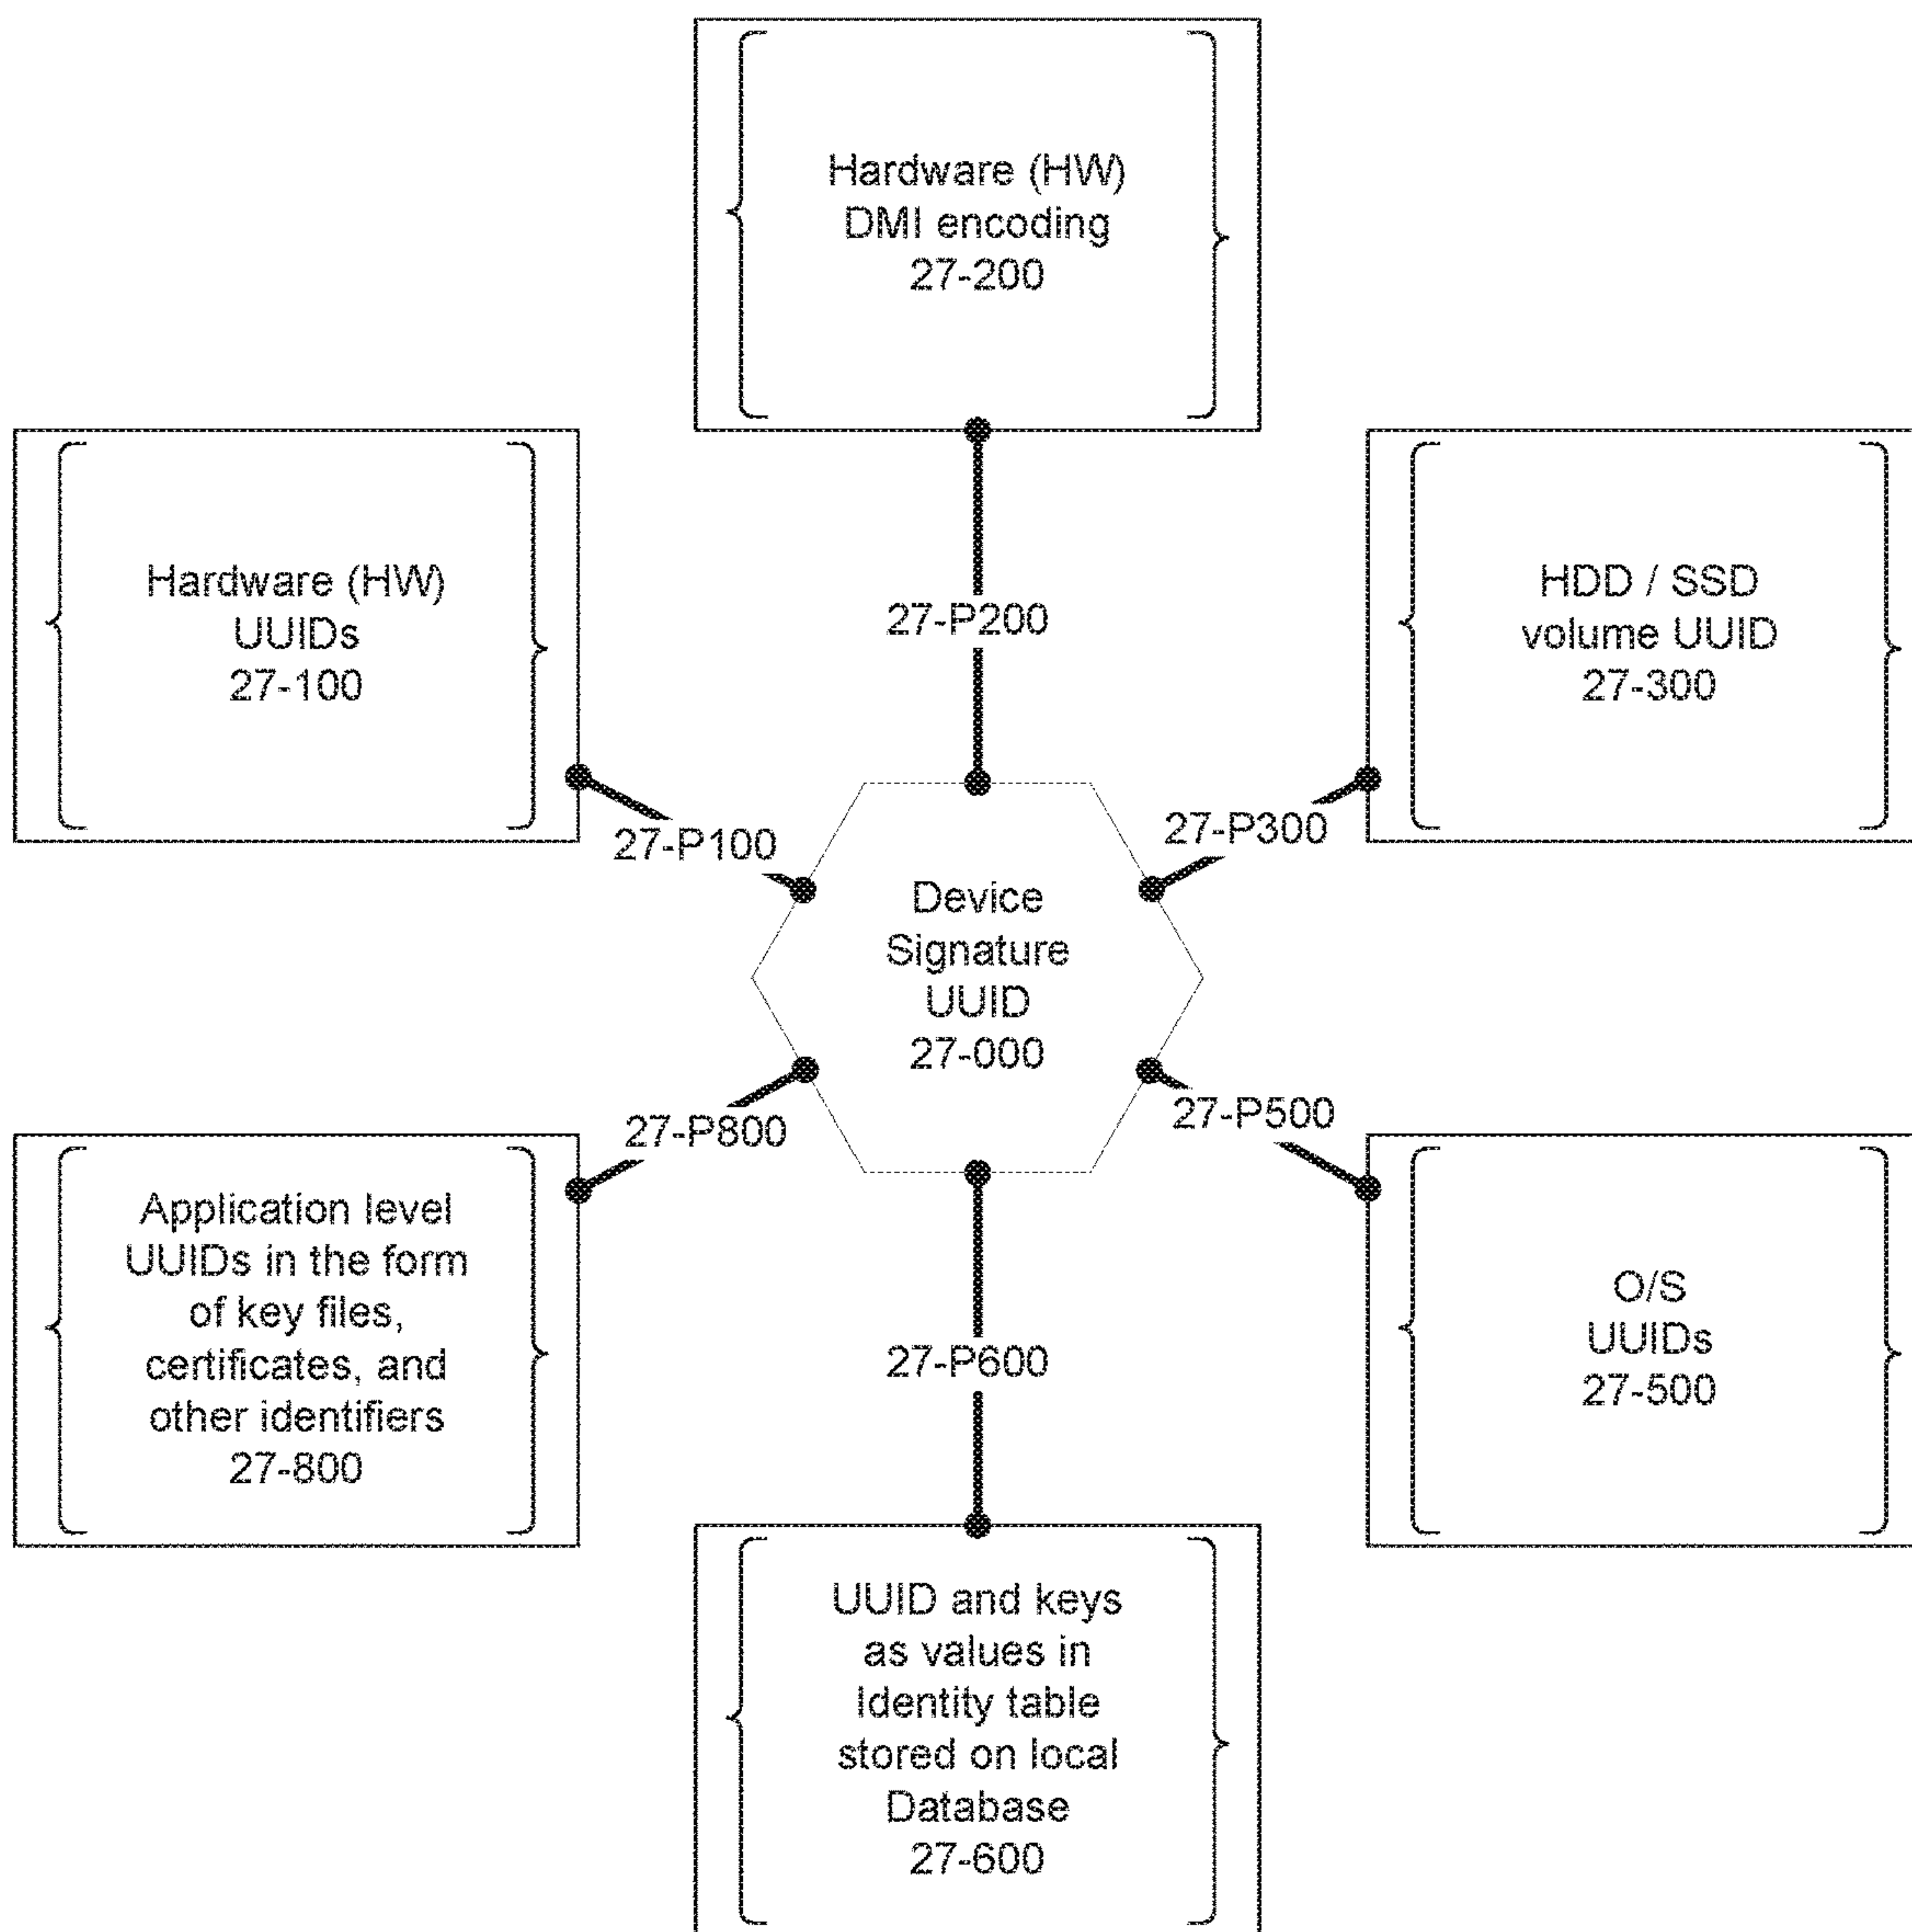 Hardware (HW)
DMI encoding
27-200
Hardware (HW)
UUIDs
27-100
27-P200
HDD / SSD
volume UUID
27-300
27-P100
27-P300
Device
Signature
UUID
27-000
27-P800
27-P500
Application level
UUIDs in the form
of key files,
certificates, and
other identifiers
27-800
27-P600
O/S
UUIDs
27-500
UUID and keys
as values in
Identity table
stored on local
Database
27-600